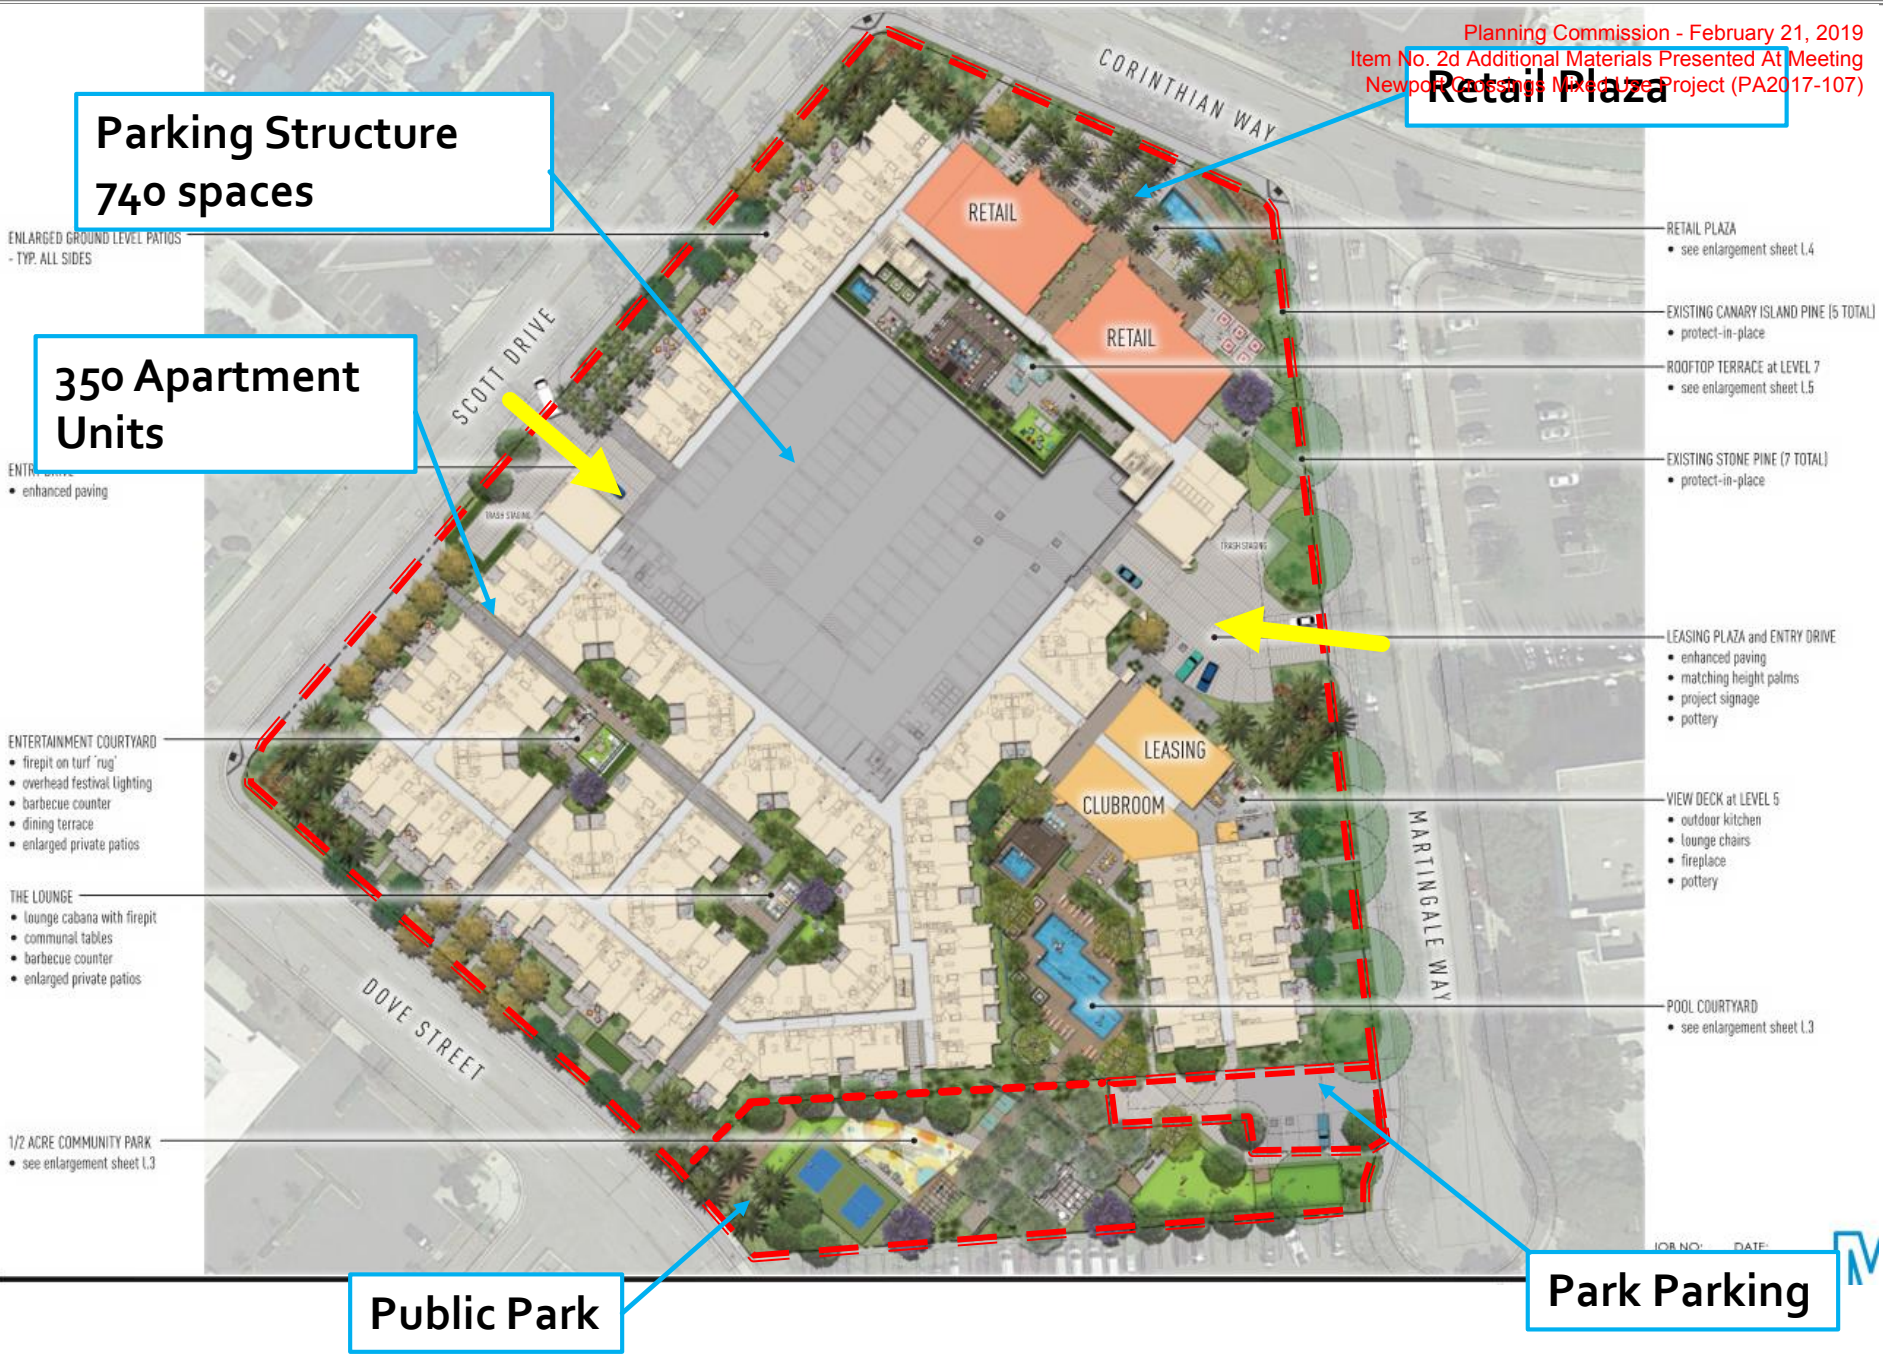 Planning Commission - February 21, 2019
Item No. 2d Additional Materials Presented At Meeting
Newport Crossings Mixed Use Project (PA2017-107)
Retail Plaza
Parking Structure
740 spaces
350 Apartment
Units
ENLARGED GROUND LEVEL PATIOS
- TYP. ALL SIDES
• enhanced paving
ENTERTAINMENT COURTYARD
• firepit on turf 'rug'
• overhead festival lighting
• barbecue counter
• dining terrace
• enlarged private patios
THE LOUNGE
• lounge cabana with firepit
• communal tables
• barbecue counter
• enlarged private patios
1/2 ACRE COMMUNITY PARK
• see enlargement sheet L.3
CORINTHIAN WAY
SCOTT DRIVE
DOVE STREET
MARTINGALE WAY
RETAIL
RETAIL
TRASH STAGING
TRASH STAGING
LEASING
CLUBROOM
RETAIL PLAZA
• see enlargement sheet L.4
EXISTING CANARY ISLAND PINE (5 TOTAL)
• protect-in-place
ROOFTOP TERRACE at LEVEL 7
• see enlargement sheet L.5
EXISTING STONE PINE (7 TOTAL)
• protect-in-place
LEASING PLAZA and ENTRY DRIVE
• enhanced paving
• matching height palms
• project signage
• pottery
VIEW DECK at LEVEL 5
• outdoor kitchen
• lounge chairs
• fireplace
• pottery
POOL COURTYARD
• see enlargement sheet L.3
JOB NO: DATE:
Public Park
Park Parking